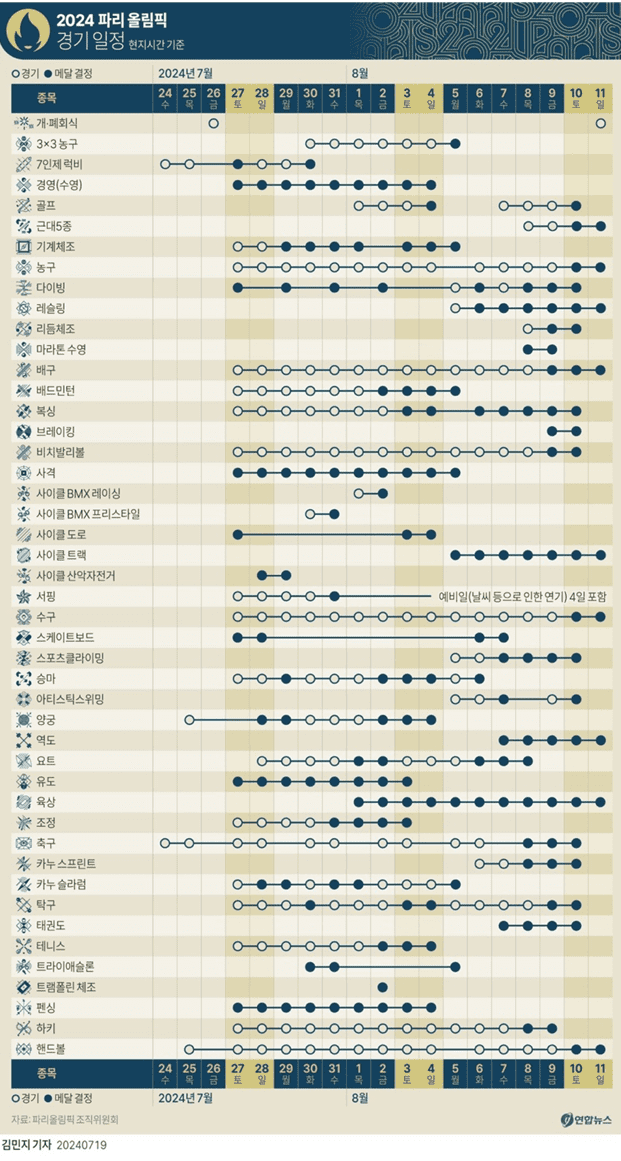 2024 파리 올림픽
경기 일정 현지시간 기준
경기 메달 결정 2024년 7월 8월
종목 24 25 26 27 28 29 30 31 1 2 3 4 5 6 7 8 9 10 11
수 목 금 토 일 월 화 수 목 금 토 일 월 화 수 목 금 토 일
개·폐회식
3×3 농구
7인제 럭비
경영(수영)
골프
근대5종
기계체조
농구
다이빙
레슬링
리듬체조
마라톤 수영
배구
배드민턴
복싱
브레이킹
비치발리볼
사격
사이클 BMX 레이싱
사이클 BMX 프리스타일
사이클 도로
사이클 트랙
사이클 산악자전거
서핑 예비일(날씨 등으로 인한 연기) 4일 포함
수구
스케이트보드
스포츠클라이밍
승마
아티스틱스위밍
양궁
역도
요트
유도
육상
조정
축구
카누 스프린트
카누 슬라럼
탁구
태권도
테니스
트라이애슬론
트램폴린 체조
펜싱
하키
핸드볼
종목 24 25 26 27 28 29 30 31 1 2 3 4 5 6 7 8 9 10 11
수 목 금 토 일 월 화 수 목 금 토 일 월 화 수 목 금 토 일
경기 메달 결정 2024년 7월 8월
자료: 파리올림픽 조직위원회
연합뉴스
김민지 기자 20240719